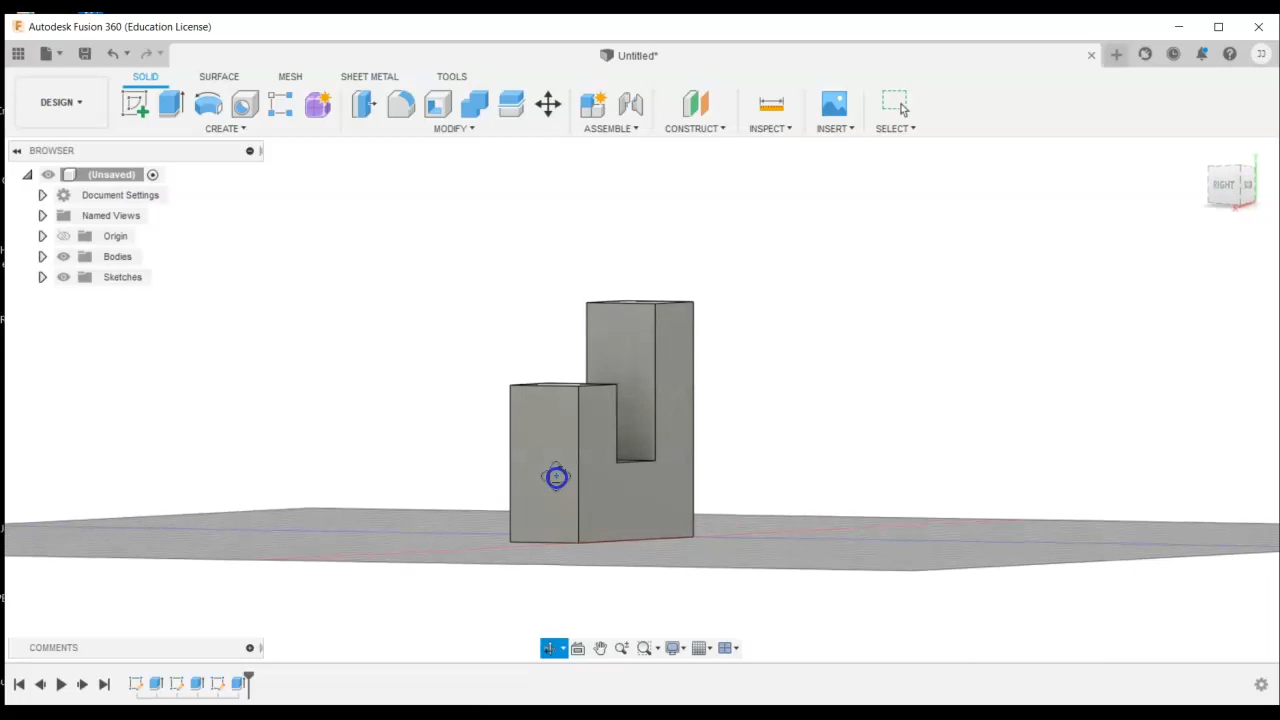 Autodesk Fusion 360 (Education License)
Untitled*
JJ
SOLID SURFACE MESH SHEET METAL TOOLS
DESIGN
CREATE MODIFY ASSEMBLE CONSTRUCT INSPECT INSERT SELECT
BROWSER
(Unsaved)
Document Settings
Named Views
Origin
Bodies
Sketches
RIGHT
COMMENTS